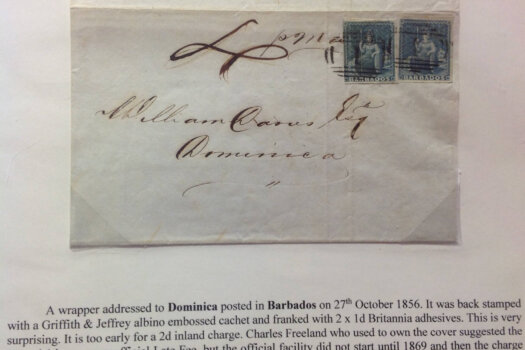 BARBADOS BARBADOS
William Davis Esq
Dominica
A wrapper addressed to Dominica posted in Barbados on 27th October 1856. It was back stamped
with a Griffith & Jeffrey albino embossed cachet and franked with 2 x 1d Britannia adhesives. This is very
surprising. It is too early for a 2d inland charge. Charles Freeland who used to own the cover suggested the
Late Fee, but the official facility did not start until 1869 and then the charge